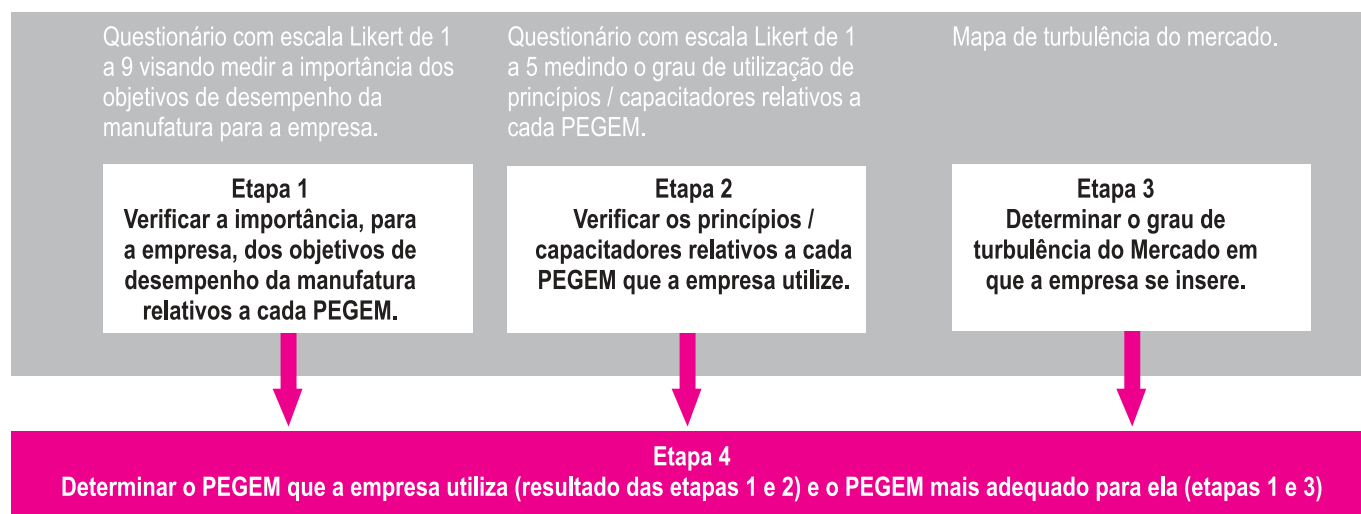 Questionário com escala Likert de 1
a 9 visando medir a importância dos
objetivos de desempenho da
manufatura para a empresa.
Etapa 1
Verificar a importância, para
a empresa, dos objetivos de
desempenho da manufatura
relativos a cada PEGEM.
Questionário com escala Likert de 1
a 5 medindo o grau de utilização de
princípios / capacitadores relativos a
cada PEGEM.
Etapa 2
Verificar os princípios /
capacitadores relativos a cada
PEGEM que a empresa utilize.
Mapa de turbulência do mercado.
Etapa 3
Determinar o grau de
turbulência do Mercado em
que a empresa se insere.
Etapa 4
Determinar o PEGEM que a empresa utiliza (resultado das etapas 1 e 2) e o PEGEM mais adequado para ela (etapas 1 e 3)